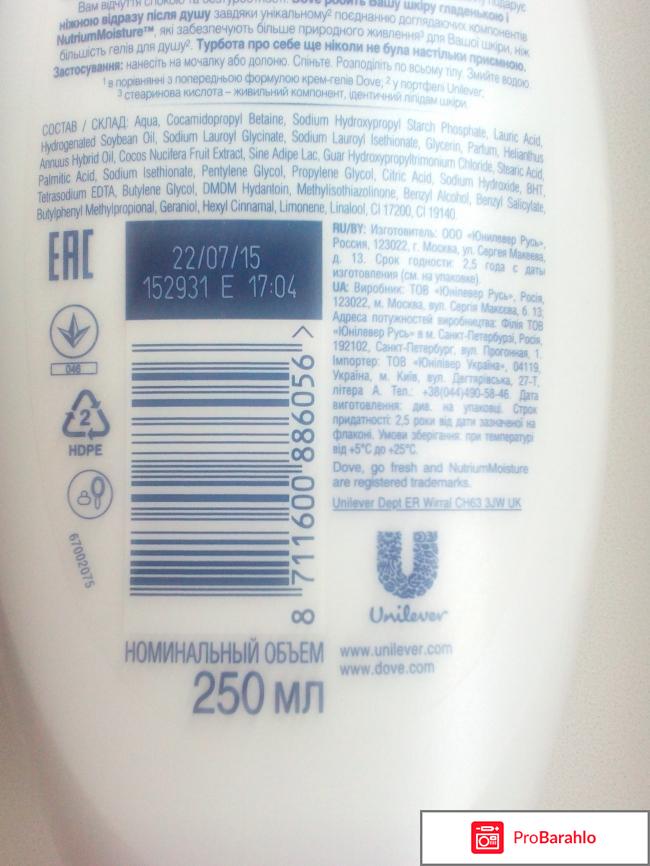 Вам відчуття спокою та безтурботності. Dove робить Вашу шкіру гладенькою і
ніжною відразу після душу завдяки унікальному² поєднанню доглядаючих компонентів
NutriumMoisture™, які забезпечують більше природного живлення³ для Вашої шкіри, ніж
більшість гелів для душу². Турбота про себе ще ніколи не була настільки приємною.
Застосування: нанесіть на мочалку або долоню. Спіньте. Розподіліть по всьому тілу. Змийте водою.
¹ в порівнянні з попередньою формулою крем-гелів Dove; ² у портфелі Unilever.
³ стеаринова кислота – живильний компонент, ідентичний ліпідам шкіри
СОСТАВ / СКЛАД: Aqua, Cocamidopropyl Betaine, Sodium Hydroxypropyl Starch Phosphate, Lauric Acid,
Hydrogenated Soybean Oil, Sodium Lauroyl Glycinate, Sodium Lauroyl Isethionate, Glycerin, Parfum, Helianthus
Annuus Hybrid Oil, Cocos Nucifera Fruit Extract, Sine Adipe Lac, Guar Hydroxypropyltrimonium Chloride, Stearic Acid,
Palmitic Acid, Sodium Isethionate, Pentylene Glycol, Propylene Glycol, Citric Acid, Sodium Hydroxide, BHT,
Tetrasodium EDTA, Butylene Glycol, DMDM Hydantoin, Methylisothiazolinone, Benzyl Alcohol, Benzyl Salicylate,
Butylphenyl Methylpropional, Geraniol, Hexyl Cinnamal, Limonene, Linalool, CI 17200, CI 19140.
EAC
22/07/15
152931 E 17:04
046
2
HDPE
67002075
8 711600 886056 >
RU/BY: Изготовитель: ООО «Юнилевер Русь»,
Россия, 123022, г. Москва, ул. Сергея Макеева,
д. 13. Срок годности: 2,5 года с даты
изготовления (см. на упаковке).
UA: Виробник: ТОВ «Юнілевер Русь», Росія,
123022, м. Москва, вул. Сергія Макєєва, б. 13;
Адреса потужностей виробництва: Філія ТОВ
«Юнілевер Русь» в м. Санкт-Петербурзі, Росія,
192102, Санкт-Петербург, вул. Прогонная, 1.
Імпортер: ТОВ «Юнілевер Україна», 04119,
Україна, м. Київ, вул. Дегтярівська, 27-Т,
літера А. Тел.: +38(044)490-58-46. Дата
виготовлення: див. на упаковці. Строк
придатності: 2,5 роки від дати зазначеної на
флаконі. Умови зберігання: при температурі
від +5°С до +25°С.
Dove, go fresh and NutriumMoisture
are registered trademarks.
Unilever Dept ER Wirral CH63 3JW UK
Unilever
НОМИНАЛЬНЫЙ ОБЪЕМ
250 МЛ
www.unilever.com
www.dove.com
ProBarahlo